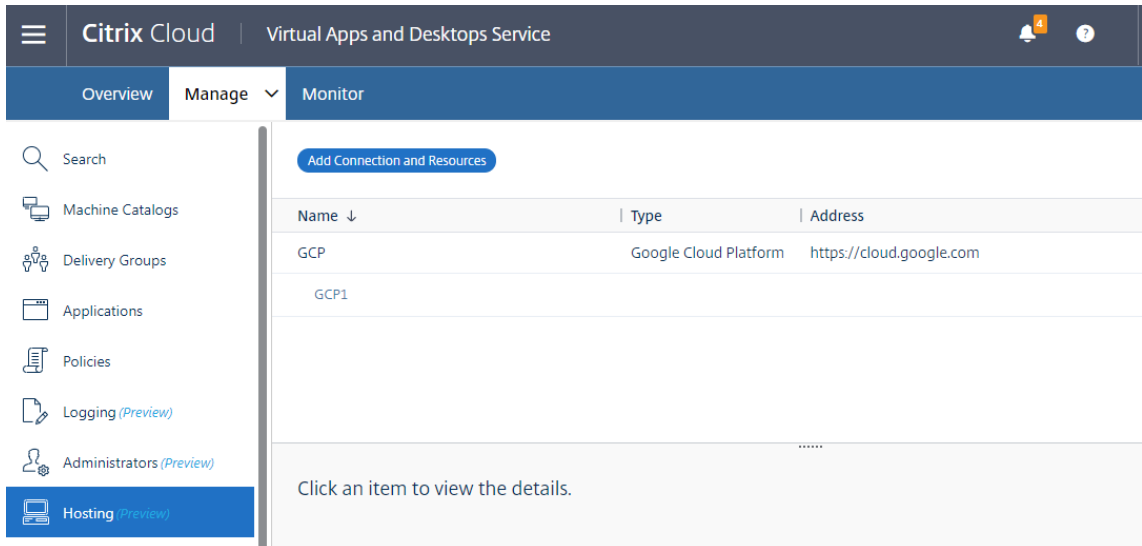 Citrix Cloud | Virtual Apps and Desktops Service 4 ?
Overview Manage Monitor
Search
Machine Catalogs
Delivery Groups
Applications
Policies
Logging (Preview)
Administrators (Preview)
Hosting (Preview)
Add Connection and Resources
Name ↓ Type Address
GCP Google Cloud Platform https://cloud.google.com
GCP1
Click an item to view the details.